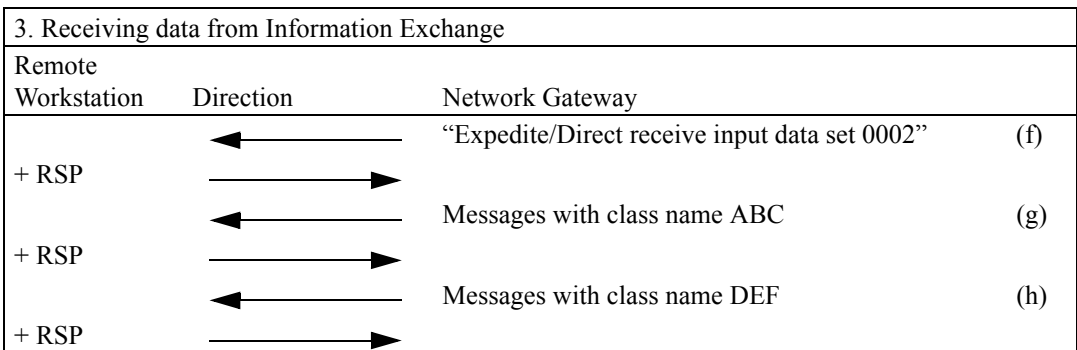 3. Receiving data from Information Exchange
Remote
Workstation Direction Network Gateway
“Expedite/Direct receive input data set 0002” (f)
+ RSP
Messages with class name ABC (g)
+ RSP
Messages with class name DEF (h)
+ RSP